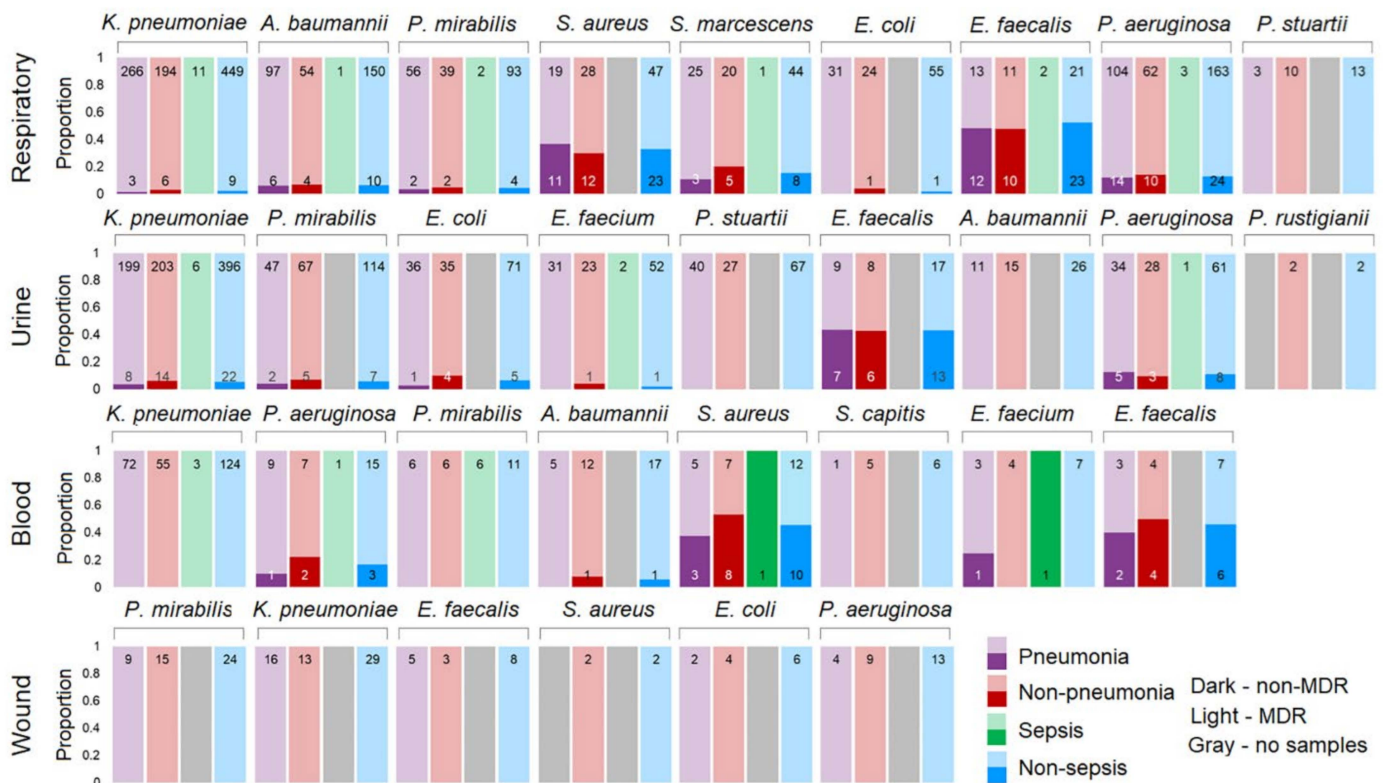 K. pneumoniae A. baumannii P. mirabilis S. aureus S. marcescens E. coli E. faecalis P. aeruginosa P. stuartii
Respiratory
Proportion
1 266 194 11 449 97 54 1 150 56 39 2 93 19 28 47 25 20 1 44 31 24 55 13 11 2 21 104 62 3 163 3 10 13
0.8
0.6
0.4
0.2
0 3 6 9 6 4 10 2 2 4 11 12 23 3 5 8 1 1 12 10 23 14 10 24
K. pneumoniae P. mirabilis E. coli E. faecium P. stuartii E. faecalis A. baumannii P. aeruginosa P. rustigianii
Urine
Proportion
1 199 203 6 396 47 67 114 36 35 71 31 23 2 52 40 27 67 9 8 17 11 15 26 34 28 1 61 2 2
0.8
0.6
0.4
0.2
0 8 14 22 2 5 7 1 4 5 1 1 7 6 13 5 3 8
K. pneumoniae P. aeruginosa P. mirabilis A. baumannii S. aureus S. capitis E. faecium E. faecalis
Blood
Proportion
1 72 55 3 124 9 7 1 15 6 6 6 11 5 12 17 5 7 12 1 5 6 3 4 7 3 4 7
0.8
0.6
0.4
0.2
0 1 2 3 1 1 3 8 1 10 1 1 2 4 6
P. mirabilis K. pneumoniae E. faecalis S. aureus E. coli P. aeruginosa
Wound
Proportion
1 9 15 24 16 13 29 5 3 8 2 2 2 4 6 4 9 13
0.8
0.6
0.4
0.2
0
Pneumonia
Non-pneumonia
Sepsis
Non-sepsis
Dark - non-MDR
Light - MDR
Gray - no samples